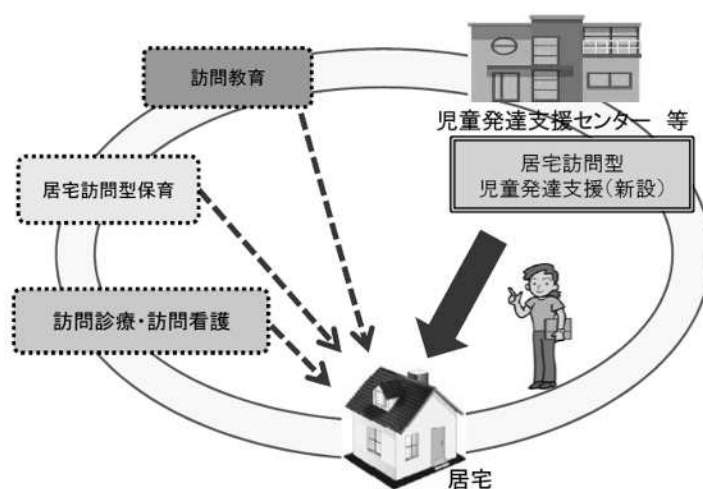 訪問教育
児童発達支援センター 等
居宅訪問型
児童発達支援(新設)
居宅訪問型保育
訪問診療・訪問看護
居宅